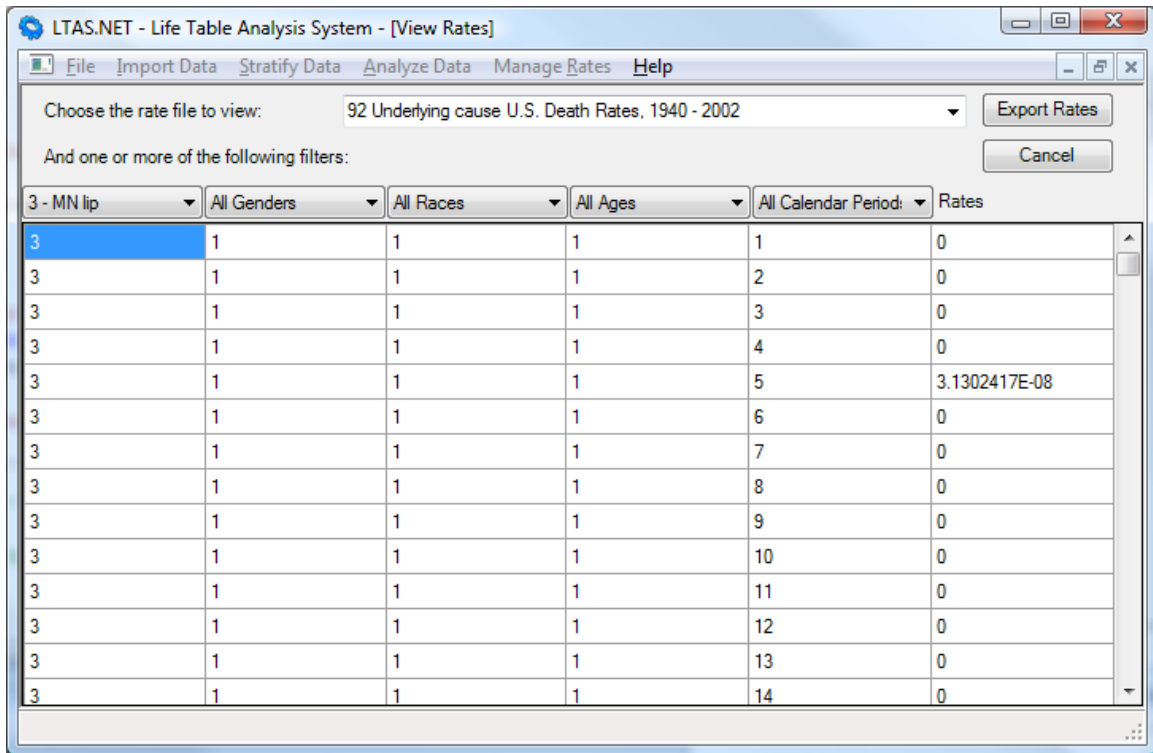 LTAS.NET - Life Table Analysis System - [View Rates]
File Import Data Stratify Data Analyze Data Manage Rates Help
Choose the rate file to view: 92 Underlying cause U.S. Death Rates, 1940 - 2002 Export Rates
And one or more of the following filters: Cancel
3 - MN lip All Genders All Races All Ages All Calendar Period: Rates
3 1 1 1 1 0
3 1 1 1 2 0
3 1 1 1 3 0
3 1 1 1 4 0
3 1 1 1 5 3.1302417E-08
3 1 1 1 6 0
3 1 1 1 7 0
3 1 1 1 8 0
3 1 1 1 9 0
3 1 1 1 10 0
3 1 1 1 11 0
3 1 1 1 12 0
3 1 1 1 13 0
3 1 1 1 14 0